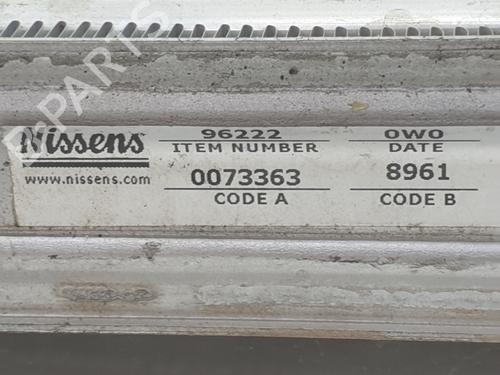 Nissens
www.nissens.com
96222
ITEM NUMBER
0073363
CODE A
0W0
DATE
8961
CODE B